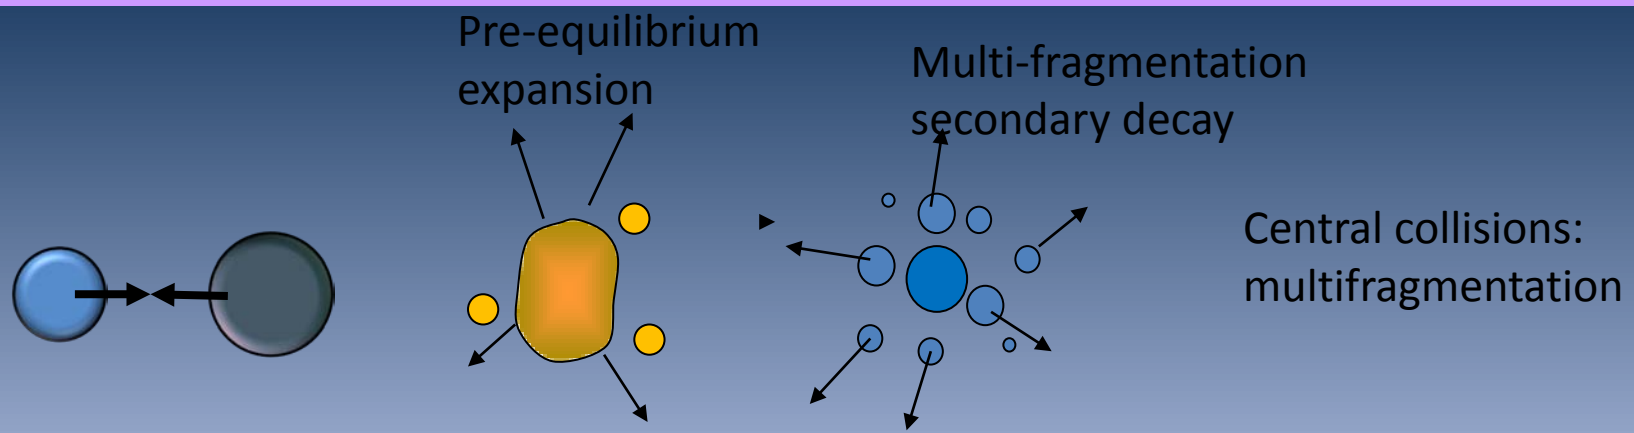 Pre-equilibrium
expansion
Multi-fragmentation
secondary decay
Central collisions:
multifragmentation